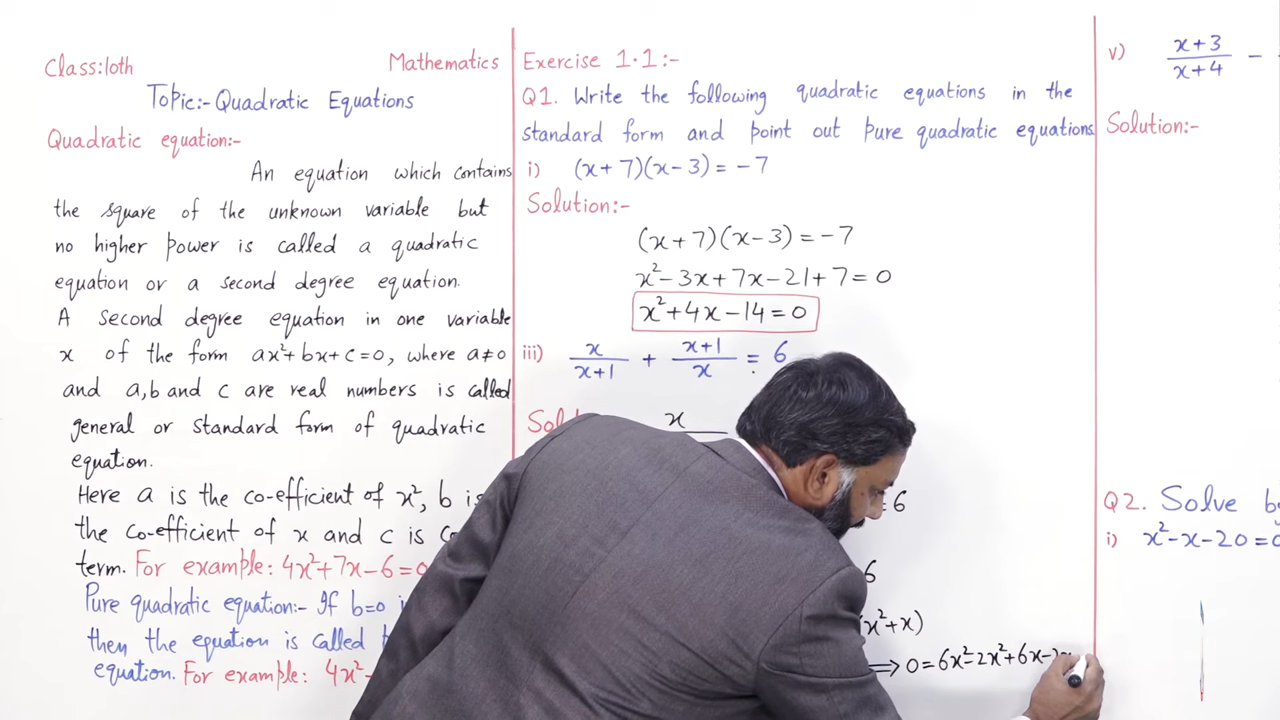 Class:10th Mathematics
Topic:- Quadratic Equations
Quadratic equation:-
An equation which contains
the square of the unknown variable but
no higher power is called a quadratic
equation or a second degree equation.
A second degree equation in one variable
x of the form ax²+bx+c=0, where a≠0
and a,b and c are real numbers is called
general or standard form of quadratic
equation.
Here a is the co-efficient of x², b is
the co-efficient of x and c is
term. For example: 4x²+7x-6=0
Pure quadratic equation:- If b=0
then the equation is called
equation. For example: 4x²-
Exercise 1·1:-
Q1. Write the following quadratic equations in the
standard form and point out pure quadratic equations.
i) (x+7)(x-3)=-7
Solution:-
(x+7)(x-3)=-7
x²-3x+7x-21+7=0
x²+4x-14=0
iii) x/(x+1) + (x+1)/x = 6
x
=6
6
(x²+x)
⟹ 0=6x²-2x²+6x-2x
v) (x+3)/(x+4) -
Solution:-
Q2. Solve
i) x²-x-20=0